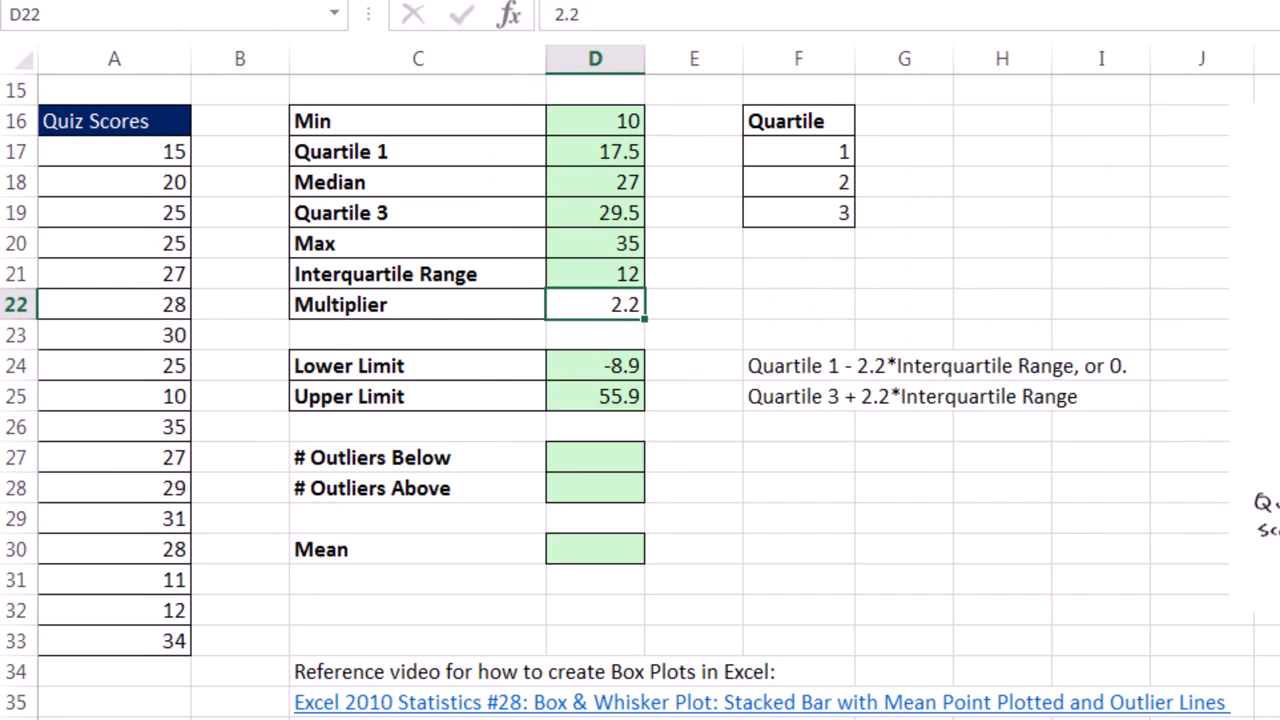 D22 fx 2.2
A B C D E F G H I J
15
16 Quiz Scores Min 10 Quartile
17 15 Quartile 1 17.5 1
18 20 Median 27 2
19 25 Quartile 3 29.5 3
20 25 Max 35
21 27 Interquartile Range 12
22 28 Multiplier 2.2
23 30
24 25 Lower Limit -8.9 Quartile 1 - 2.2*Interquartile Range, or 0.
25 10 Upper Limit 55.9 Quartile 3 + 2.2*Interquartile Range
26 35
27 27 # Outliers Below
28 29 # Outliers Above
29 31
30 28 Mean
31 11
32 12
33 34
34 Reference video for how to create Box Plots in Excel:
35 Excel 2010 Statistics #28: Box & Whisker Plot: Stacked Bar with Mean Point Plotted and Outlier Lines